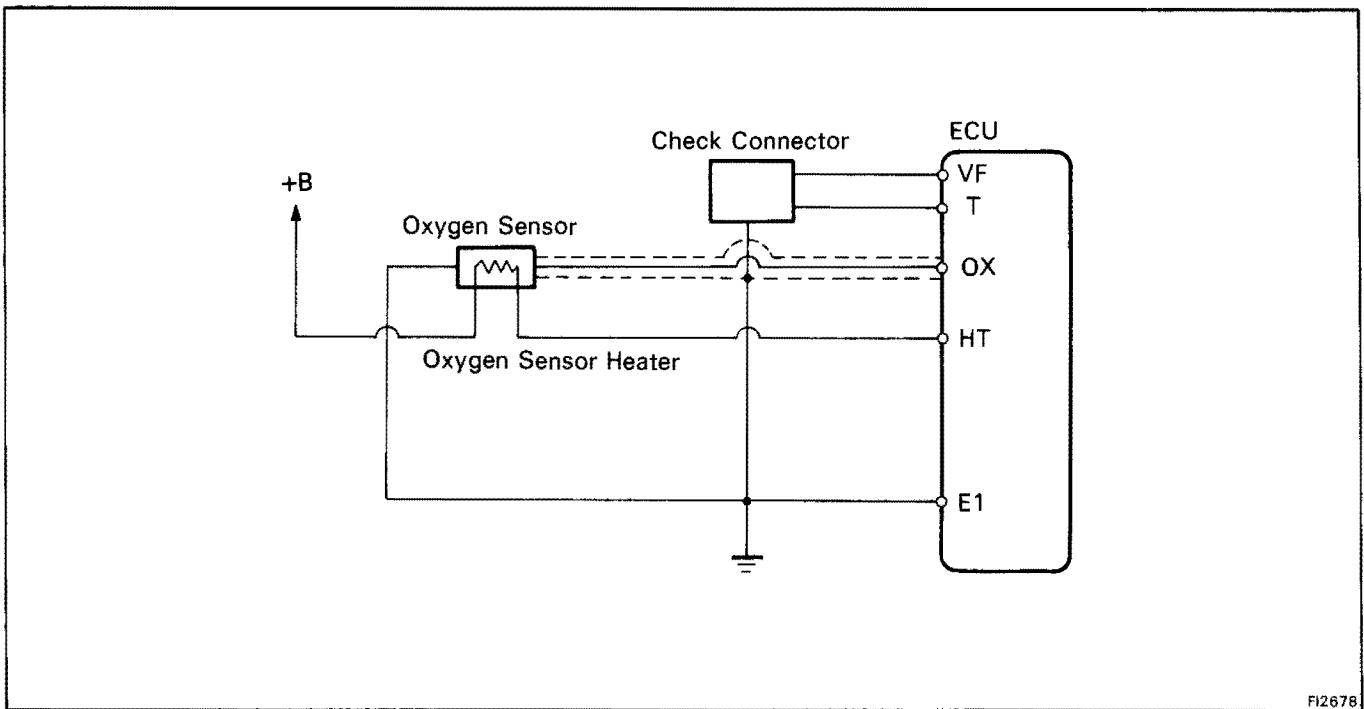 ECU
Check Connector
VF
+B
T
Oxygen Sensor
OX
HT
Oxygen Sensor Heater
E1
FI2678